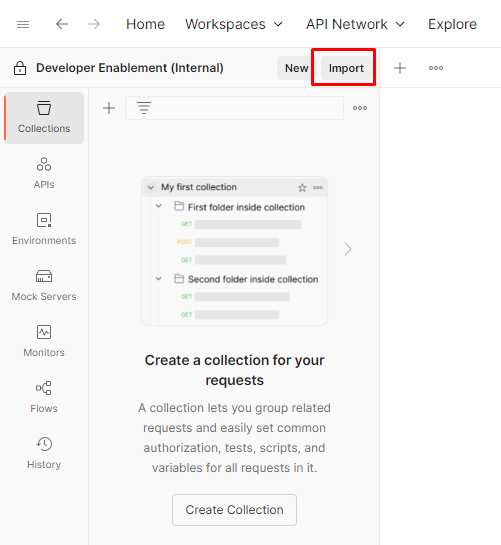 Home Workspaces API Network Explore
Developer Enablement (Internal) New Import
Collections
APIs
Environments
Mock Servers
Monitors
Flows
History
My first collection
First folder inside collection
GET
POST
GET
Second folder inside collection
GET
GET
Create a collection for your
requests
A collection lets you group related
requests and easily set common
authorization, tests, scripts, and
variables for all requests in it.
Create Collection